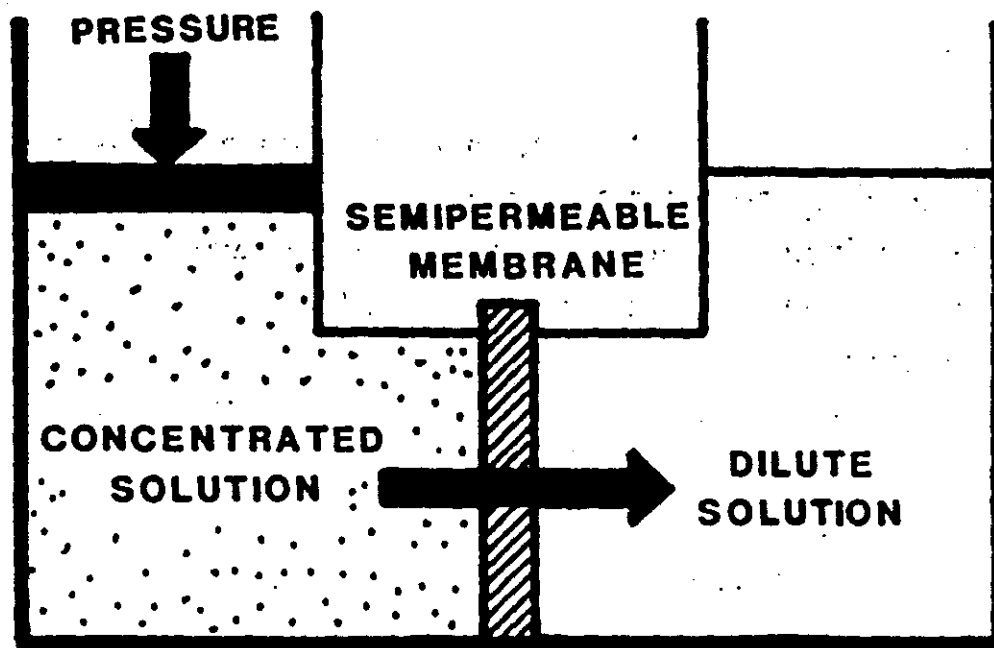 PRESSURE
SEMIPERMEABLE
MEMBRANE
CONCENTRATED
SOLUTION
DILUTE
SOLUTION